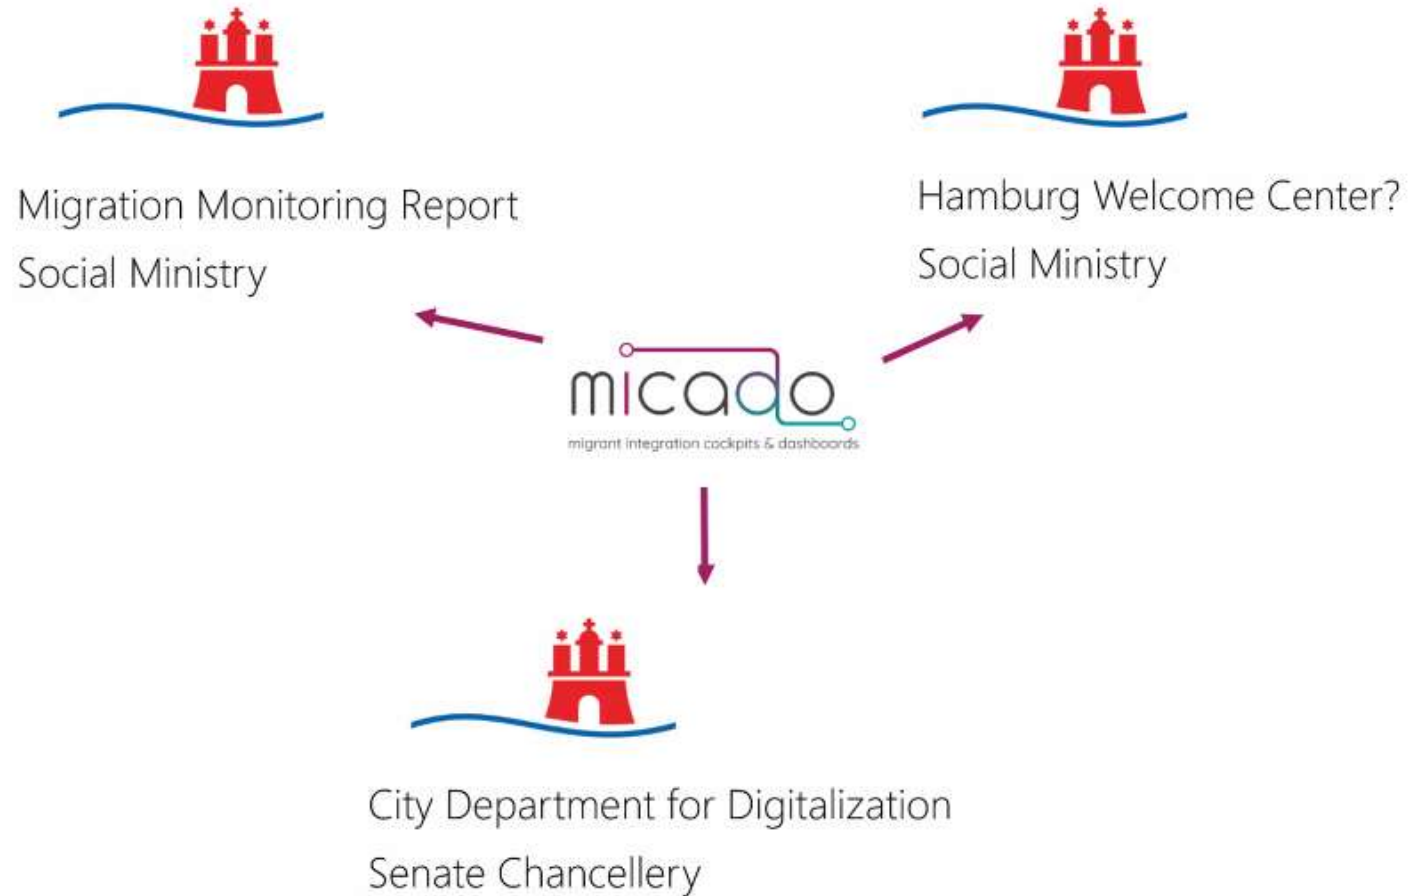 Migration Monitoring Report
Social Ministry
Hamburg Welcome Center?
Social Ministry
micado
migrant integration cockpits & dashboards
City Department for Digitalization
Senate Chancellery